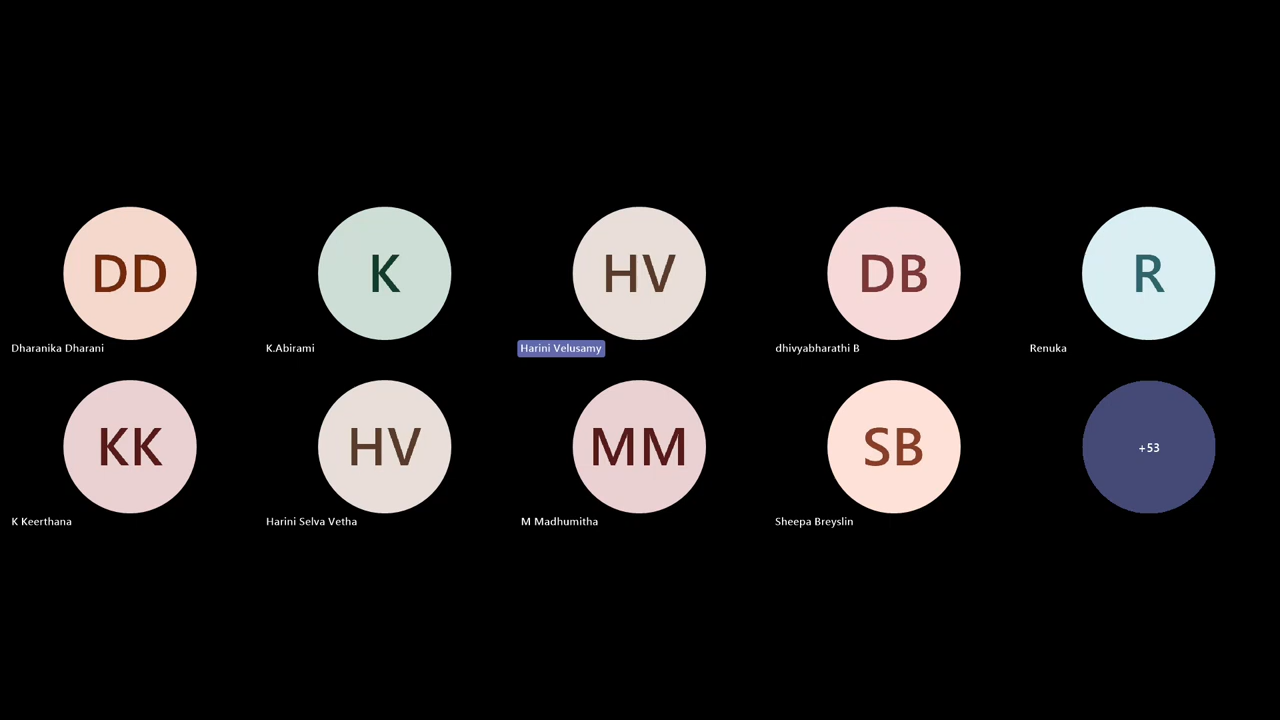 DD
K
HV
DB
R
Dharanika Dharani
K.Abirami
Harini Velusamy
dhivyabharathi B
Renuka
KK
HV
MM
SB
+53
K Keerthana
Harini Selva Vetha
M Madhumitha
Sheepa Breyslin